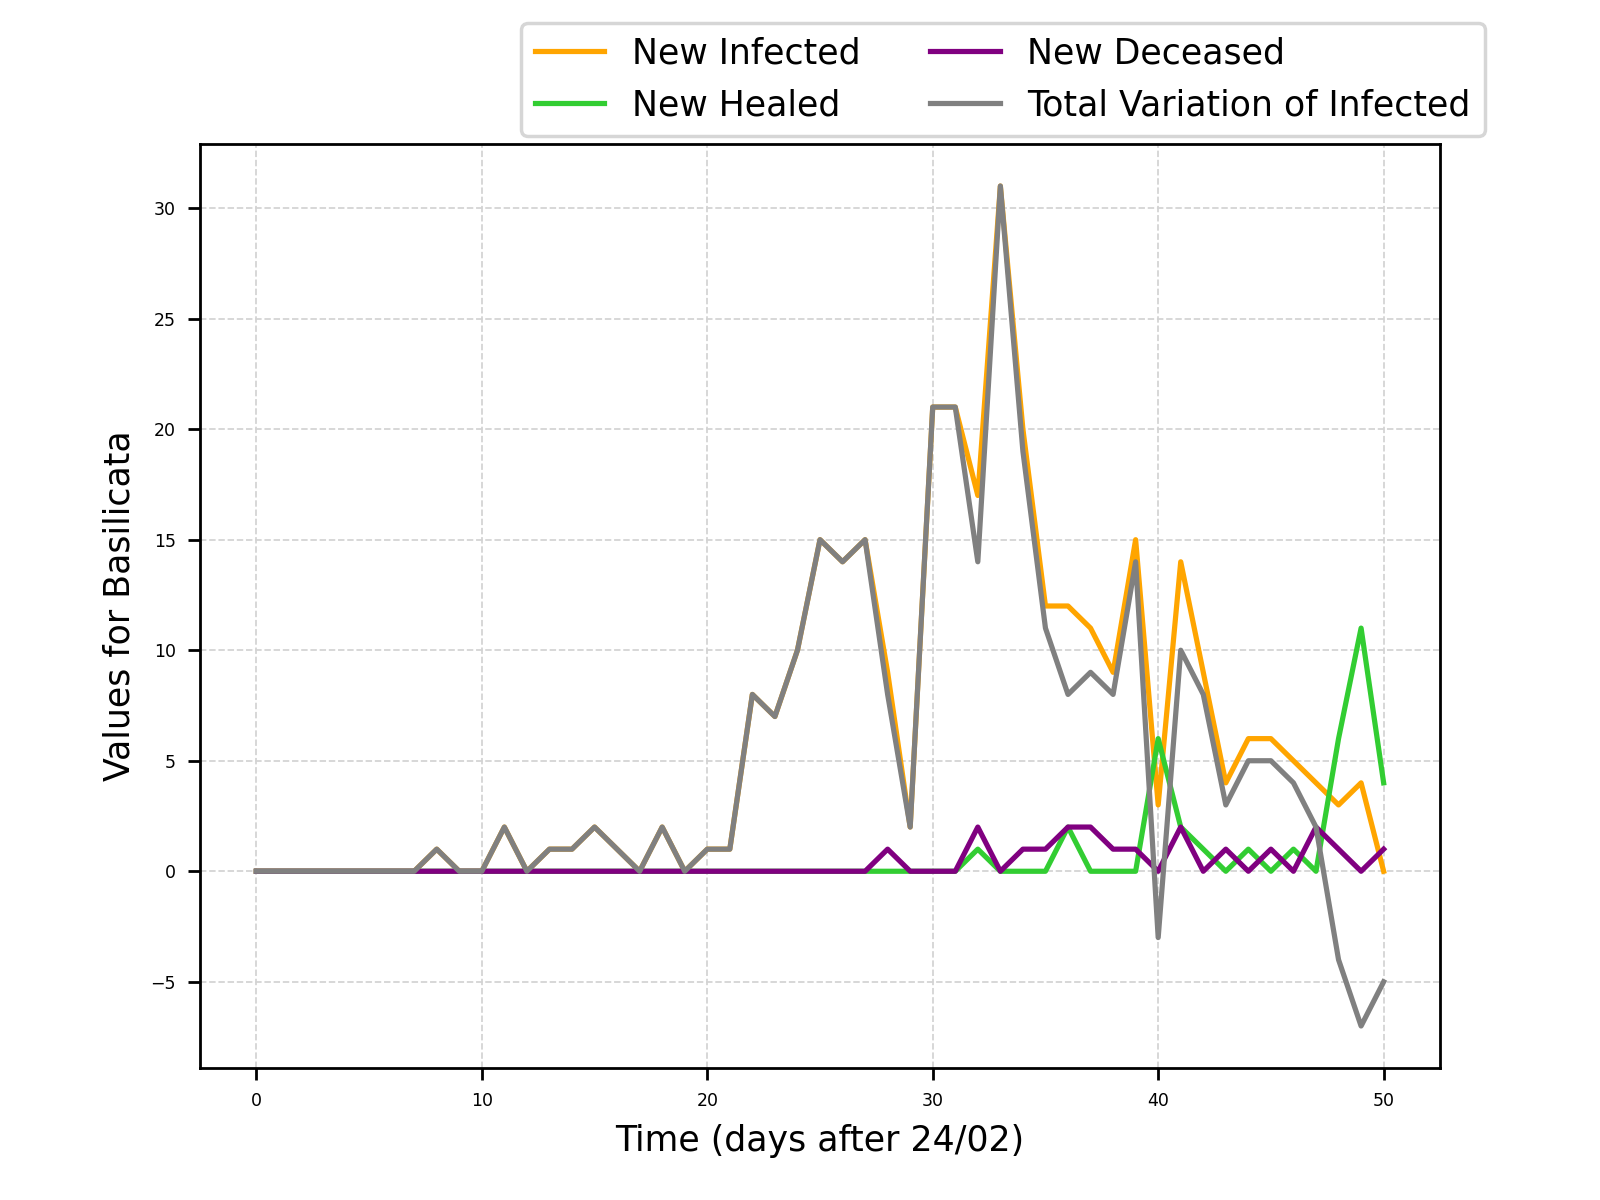 New Infected
New Healed
New Deceased
Total Variation of Infected
30
25
20
15
10
5
0
−5
Values for Basilicata
0 10 20 30 40 50
Time (days after 24/02)